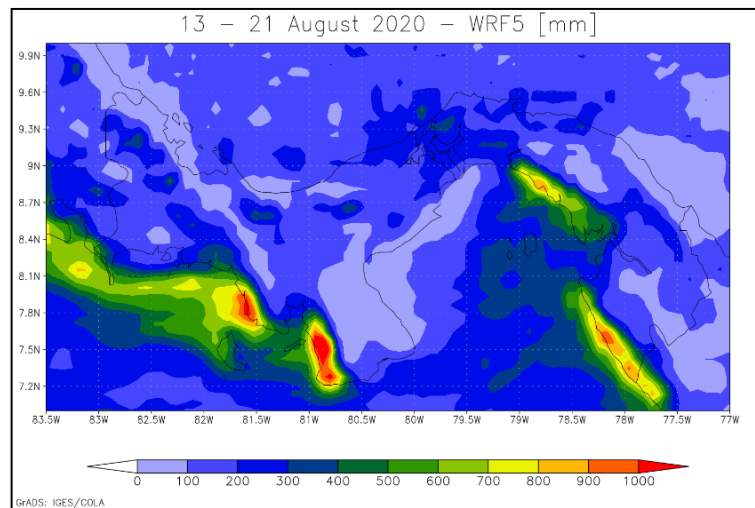 13 - 21 August 2020 - WRF5 [mm]
9.9N
9.6N
9.3N
9N
8.7N
8.4N
8.1N
7.8N
7.5N
7.2N
83.5W 83W 82.5W 82W 81.5W 81W 80.5W 80W 79.5W 79W 78.5W 78W 77.5W 77W
0 100 200 300 400 500 600 700 800 900 1000
GrADS: IGES/COLA